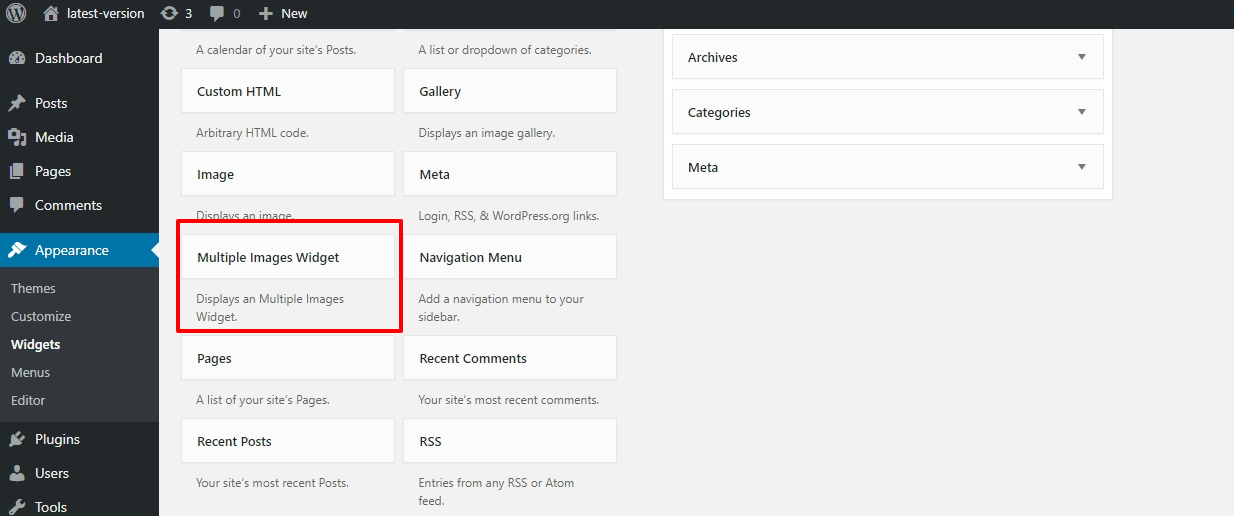 latest-version 3 0 New
Dashboard
Posts
Media
Pages
Comments
Appearance
Themes
Customize
Widgets
Menus
Editor
Plugins
Users
Tools
A calendar of your site's Posts.
A list or dropdown of categories.
Custom HTML
Gallery
Arbitrary HTML code.
Displays an image gallery.
Image
Meta
Displays an image.
Login, RSS, & WordPress.org links.
Multiple Images Widget
Navigation Menu
Displays an Multiple Images
Widget.
Add a navigation menu to your
sidebar.
Pages
Recent Comments
A list of your site's Pages.
Your site's most recent comments.
Recent Posts
RSS
Your site's most recent Posts.
Entries from any RSS or Atom
feed.
Archives
Categories
Meta